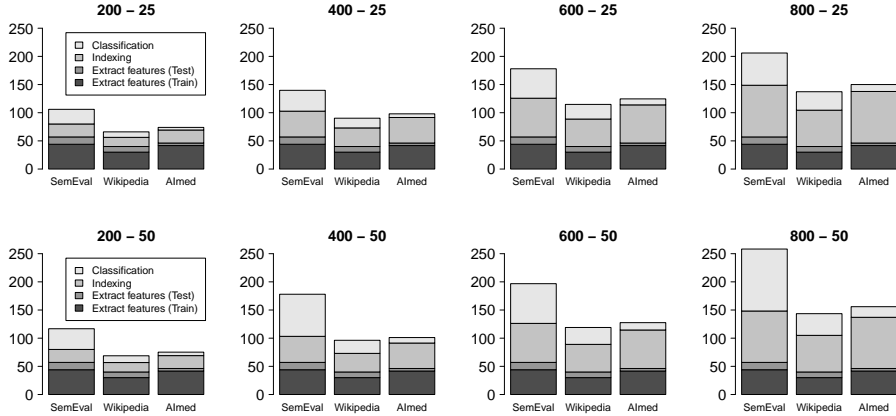 200 – 25
400 – 25
600 – 25
800 – 25
250
200
150
100
50
0
Classification
Indexing
Extract features (Test)
Extract features (Train)
SemEval Wikipedia AImed
250
200
150
100
50
0
SemEval Wikipedia AImed
250
200
150
100
50
0
SemEval Wikipedia AImed
250
200
150
100
50
0
SemEval Wikipedia AImed
200 – 50
400 – 50
600 – 50
800 – 50
250
200
150
100
50
0
Classification
Indexing
Extract features (Test)
Extract features (Train)
SemEval Wikipedia AImed
250
200
150
100
50
0
SemEval Wikipedia AImed
250
200
150
100
50
0
SemEval Wikipedia AImed
250
200
150
100
50
0
SemEval Wikipedia AImed